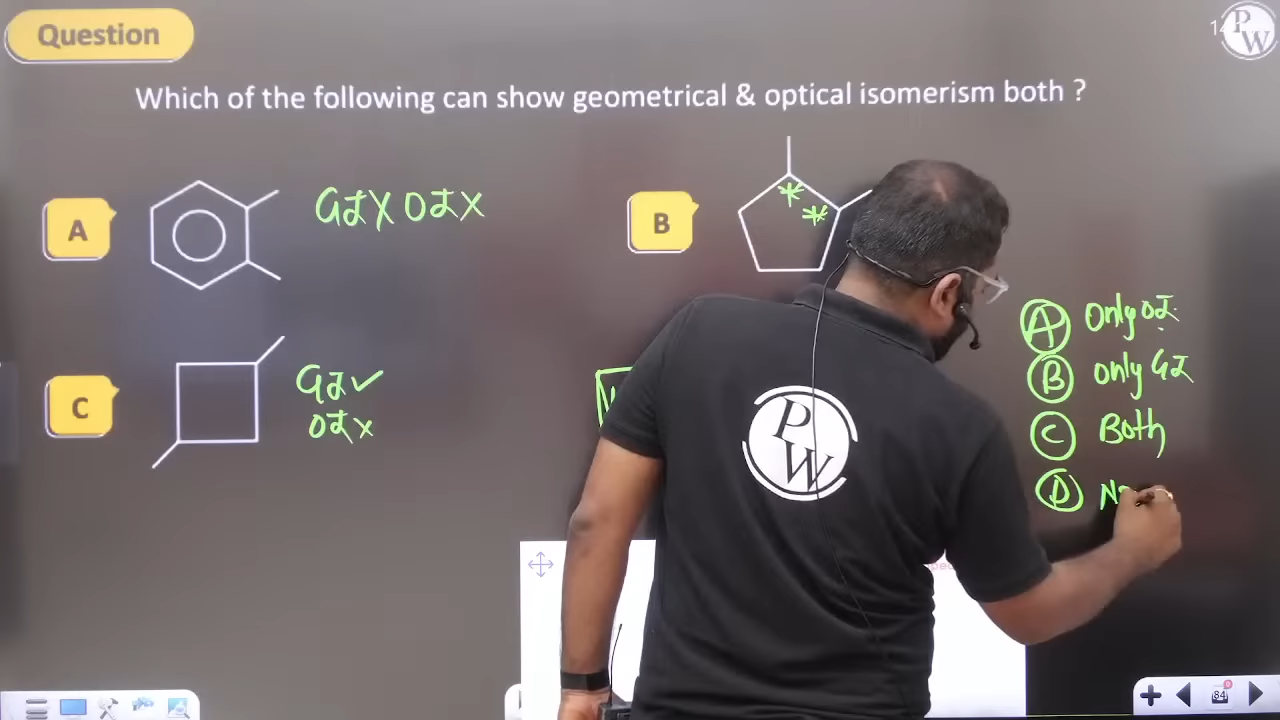 Question
Which of the following can show geometrical & optical isomerism both ?
A
GI X OI X
B
C
GI ✓
OI x
A Only OI
B only GI
C Both
D
PW
PW
84